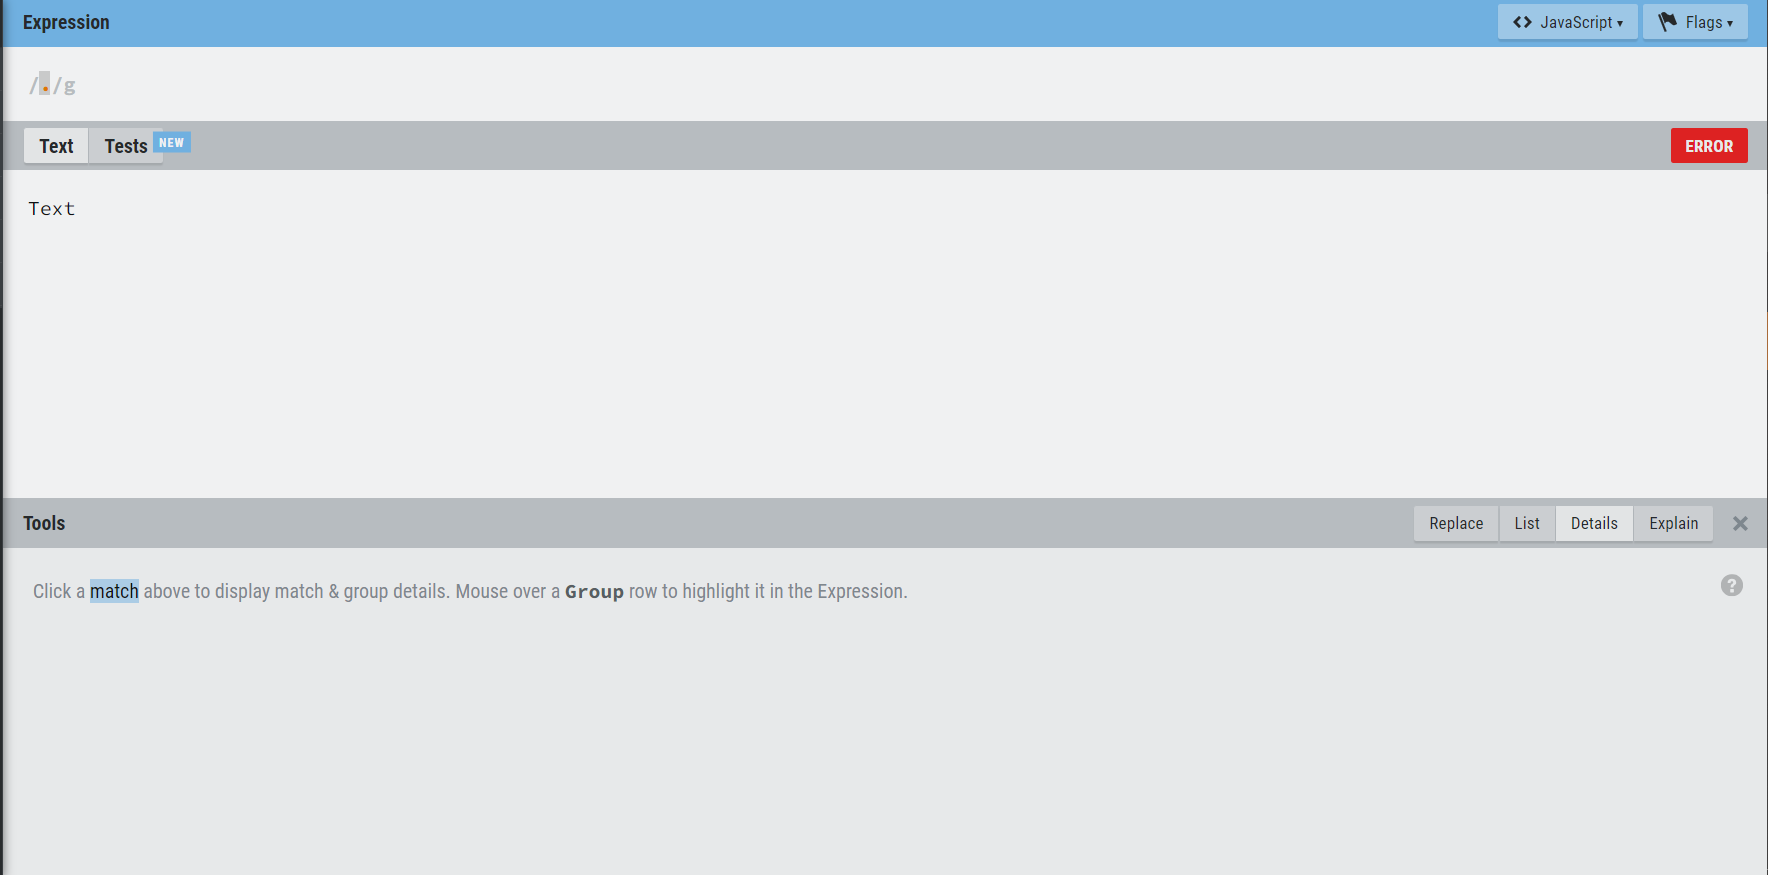 Expression
<> JavaScript ▾
Flags ▾
/./g
Text
Tests
NEW
ERROR
Text
Tools
Replace
List
Details
Explain
Click a match above to display match & group details. Mouse over a Group row to highlight it in the Expression.
?